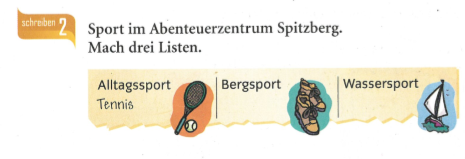 schreiben 2
Sport im Abenteuerzentrum Spitzberg.
Mach drei Listen.
Alltagssport Bergsport Wassersport
Tennis